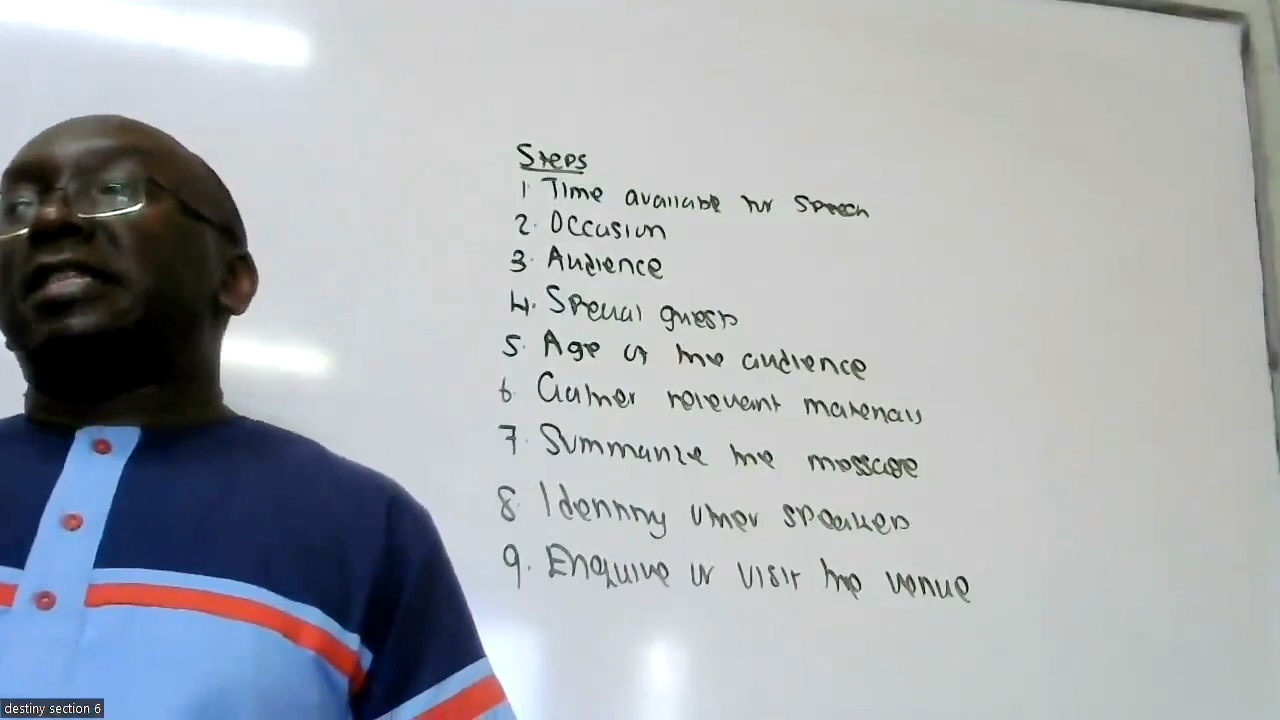 Steps
1. Time available for speech
2. Occasion
3. Audience
4. Special guests
5. Age of the audience
6. Gather relevant materials
7. Summarize the message
8. Identify other speakers
9. Enquire or visit the venue
destiny section 6